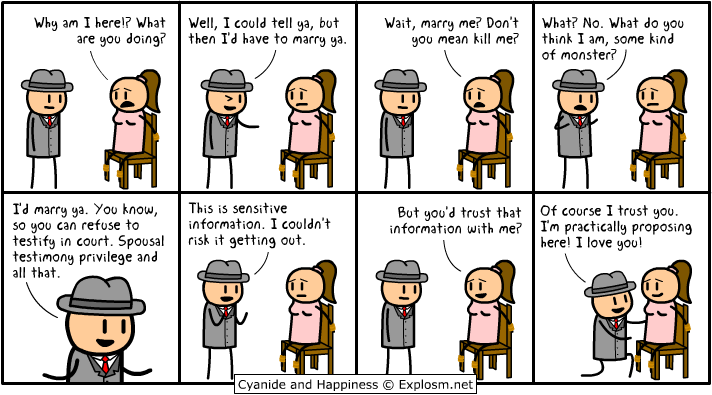 Why am I here!? What
are you doing?
Well, I could tell ya, but
then I'd have to marry ya.
Wait, marry me? Don't
you mean kill me?
What? No. What do you
think I am, some kind
of monster?
I'd marry ya. You know,
so you can refuse to
testify in court. Spousal
testimony privilege and
all that.
This is sensitive
information. I couldn't
risk it getting out.
But you'd trust that
information with me?
Of course I trust you.
I'm practically proposing
here! I love you!
Cyanide and Happiness © Explosm.net